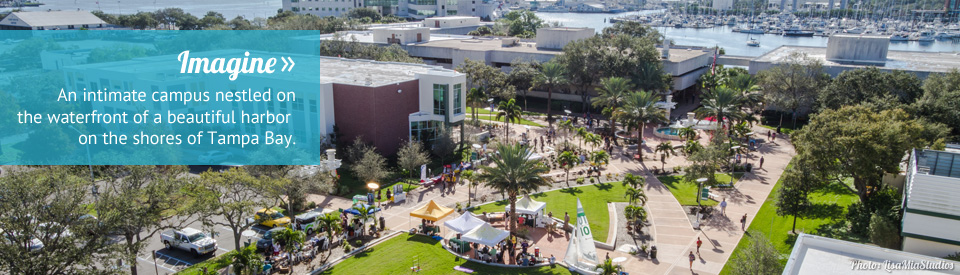 Imagine»
An intimate campus nestled on
the waterfront of a beautiful harbor
on the shores of Tampa Bay.
Photo: LisaMiaStudios